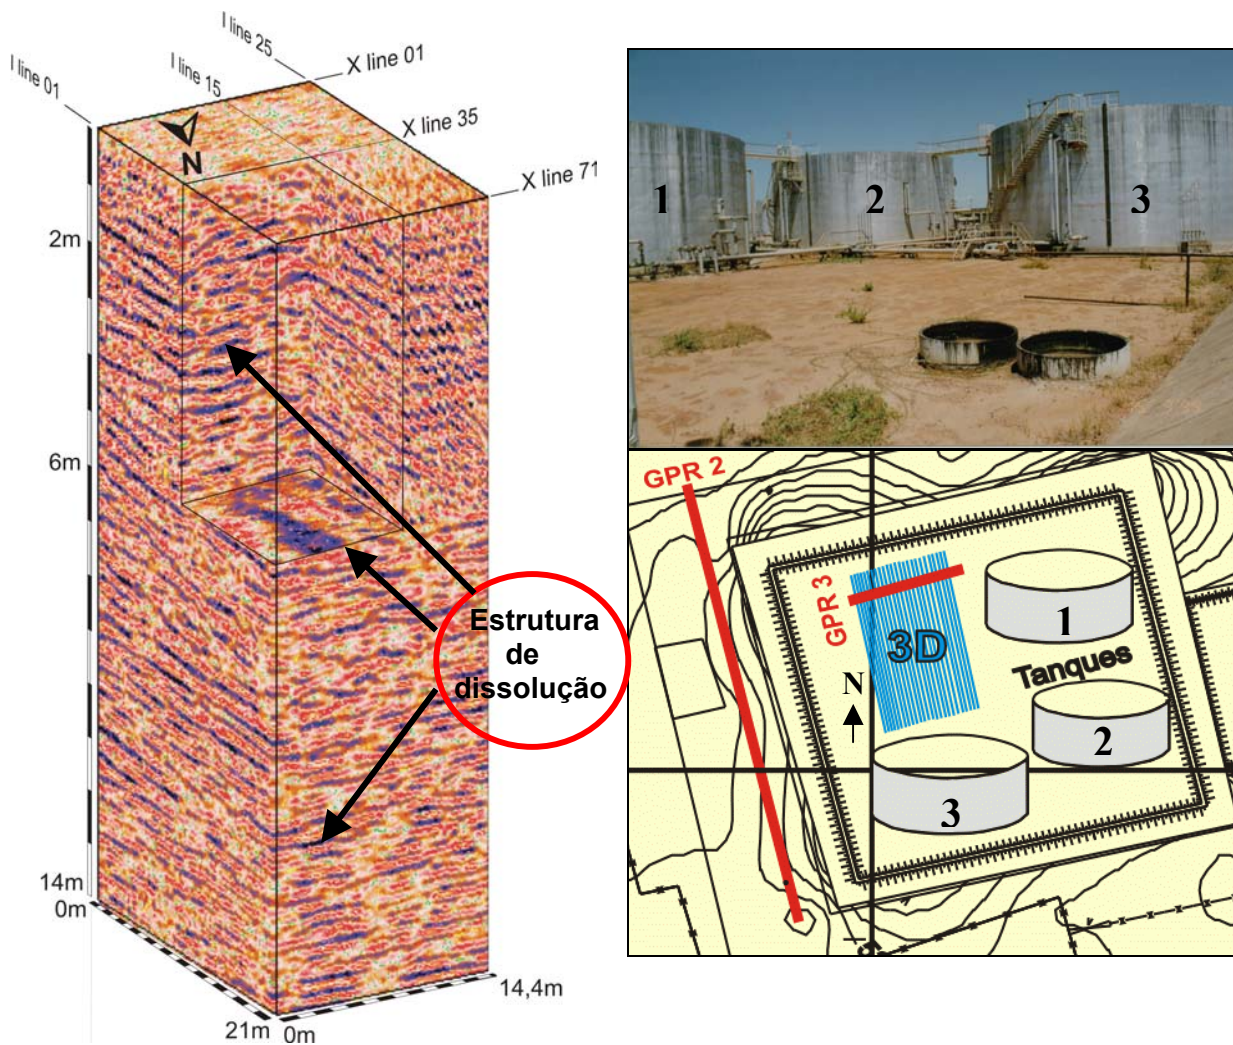 I line 01
I line 15
I line 25
X line 01
X line 35
X line 71
N
2m
6m
14m
0m
21m
0m
14,4m
Estrutura
de
dissolução
1
2
3
GPR 2
GPR 3
3D
N
Tanques
1
2
3